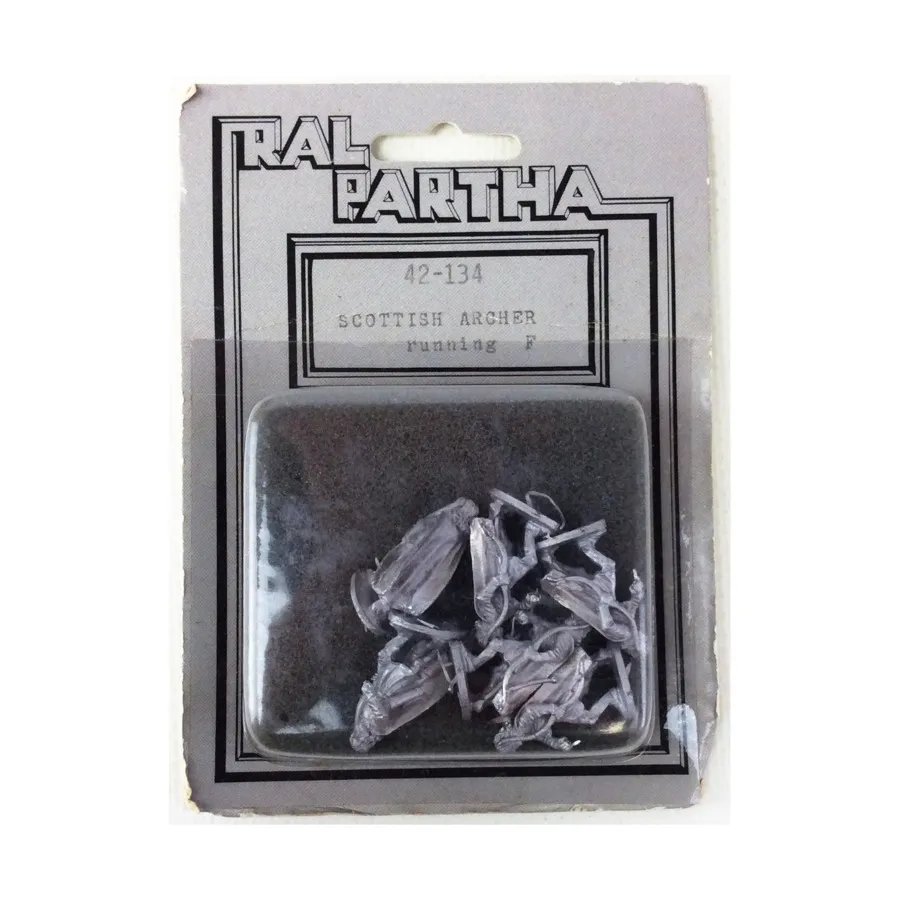 RAL
PARTHA
42-134
SCOTTISH ARCHER
running F